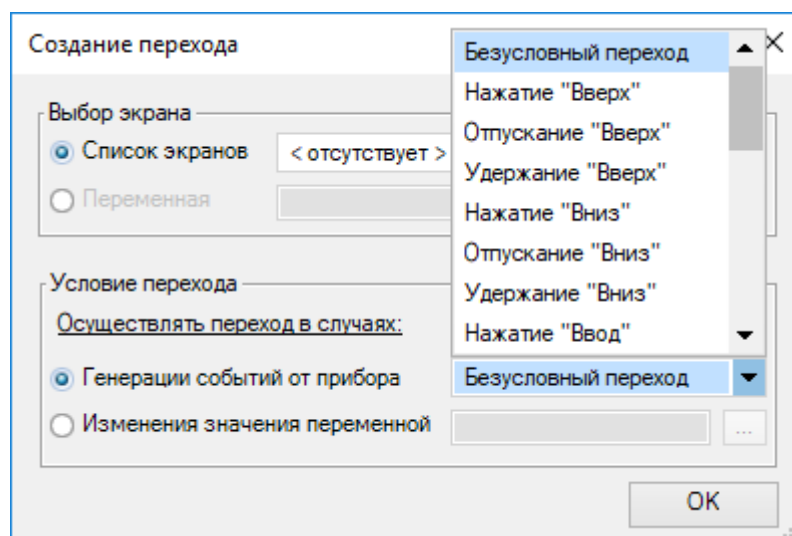 Создание перехода
Выбор экрана
Список экранов
< отсутствует >
Переменная
Условие перехода
Осуществлять переход в случаях:
Генерации событий от прибора
Безусловный переход
Изменения значения переменной
...
OK
Безусловный переход
Нажатие "Вверх"
Отпускание "Вверх"
Удержание "Вверх"
Нажатие "Вниз"
Отпускание "Вниз"
Удержание "Вниз"
Нажатие "Ввод"